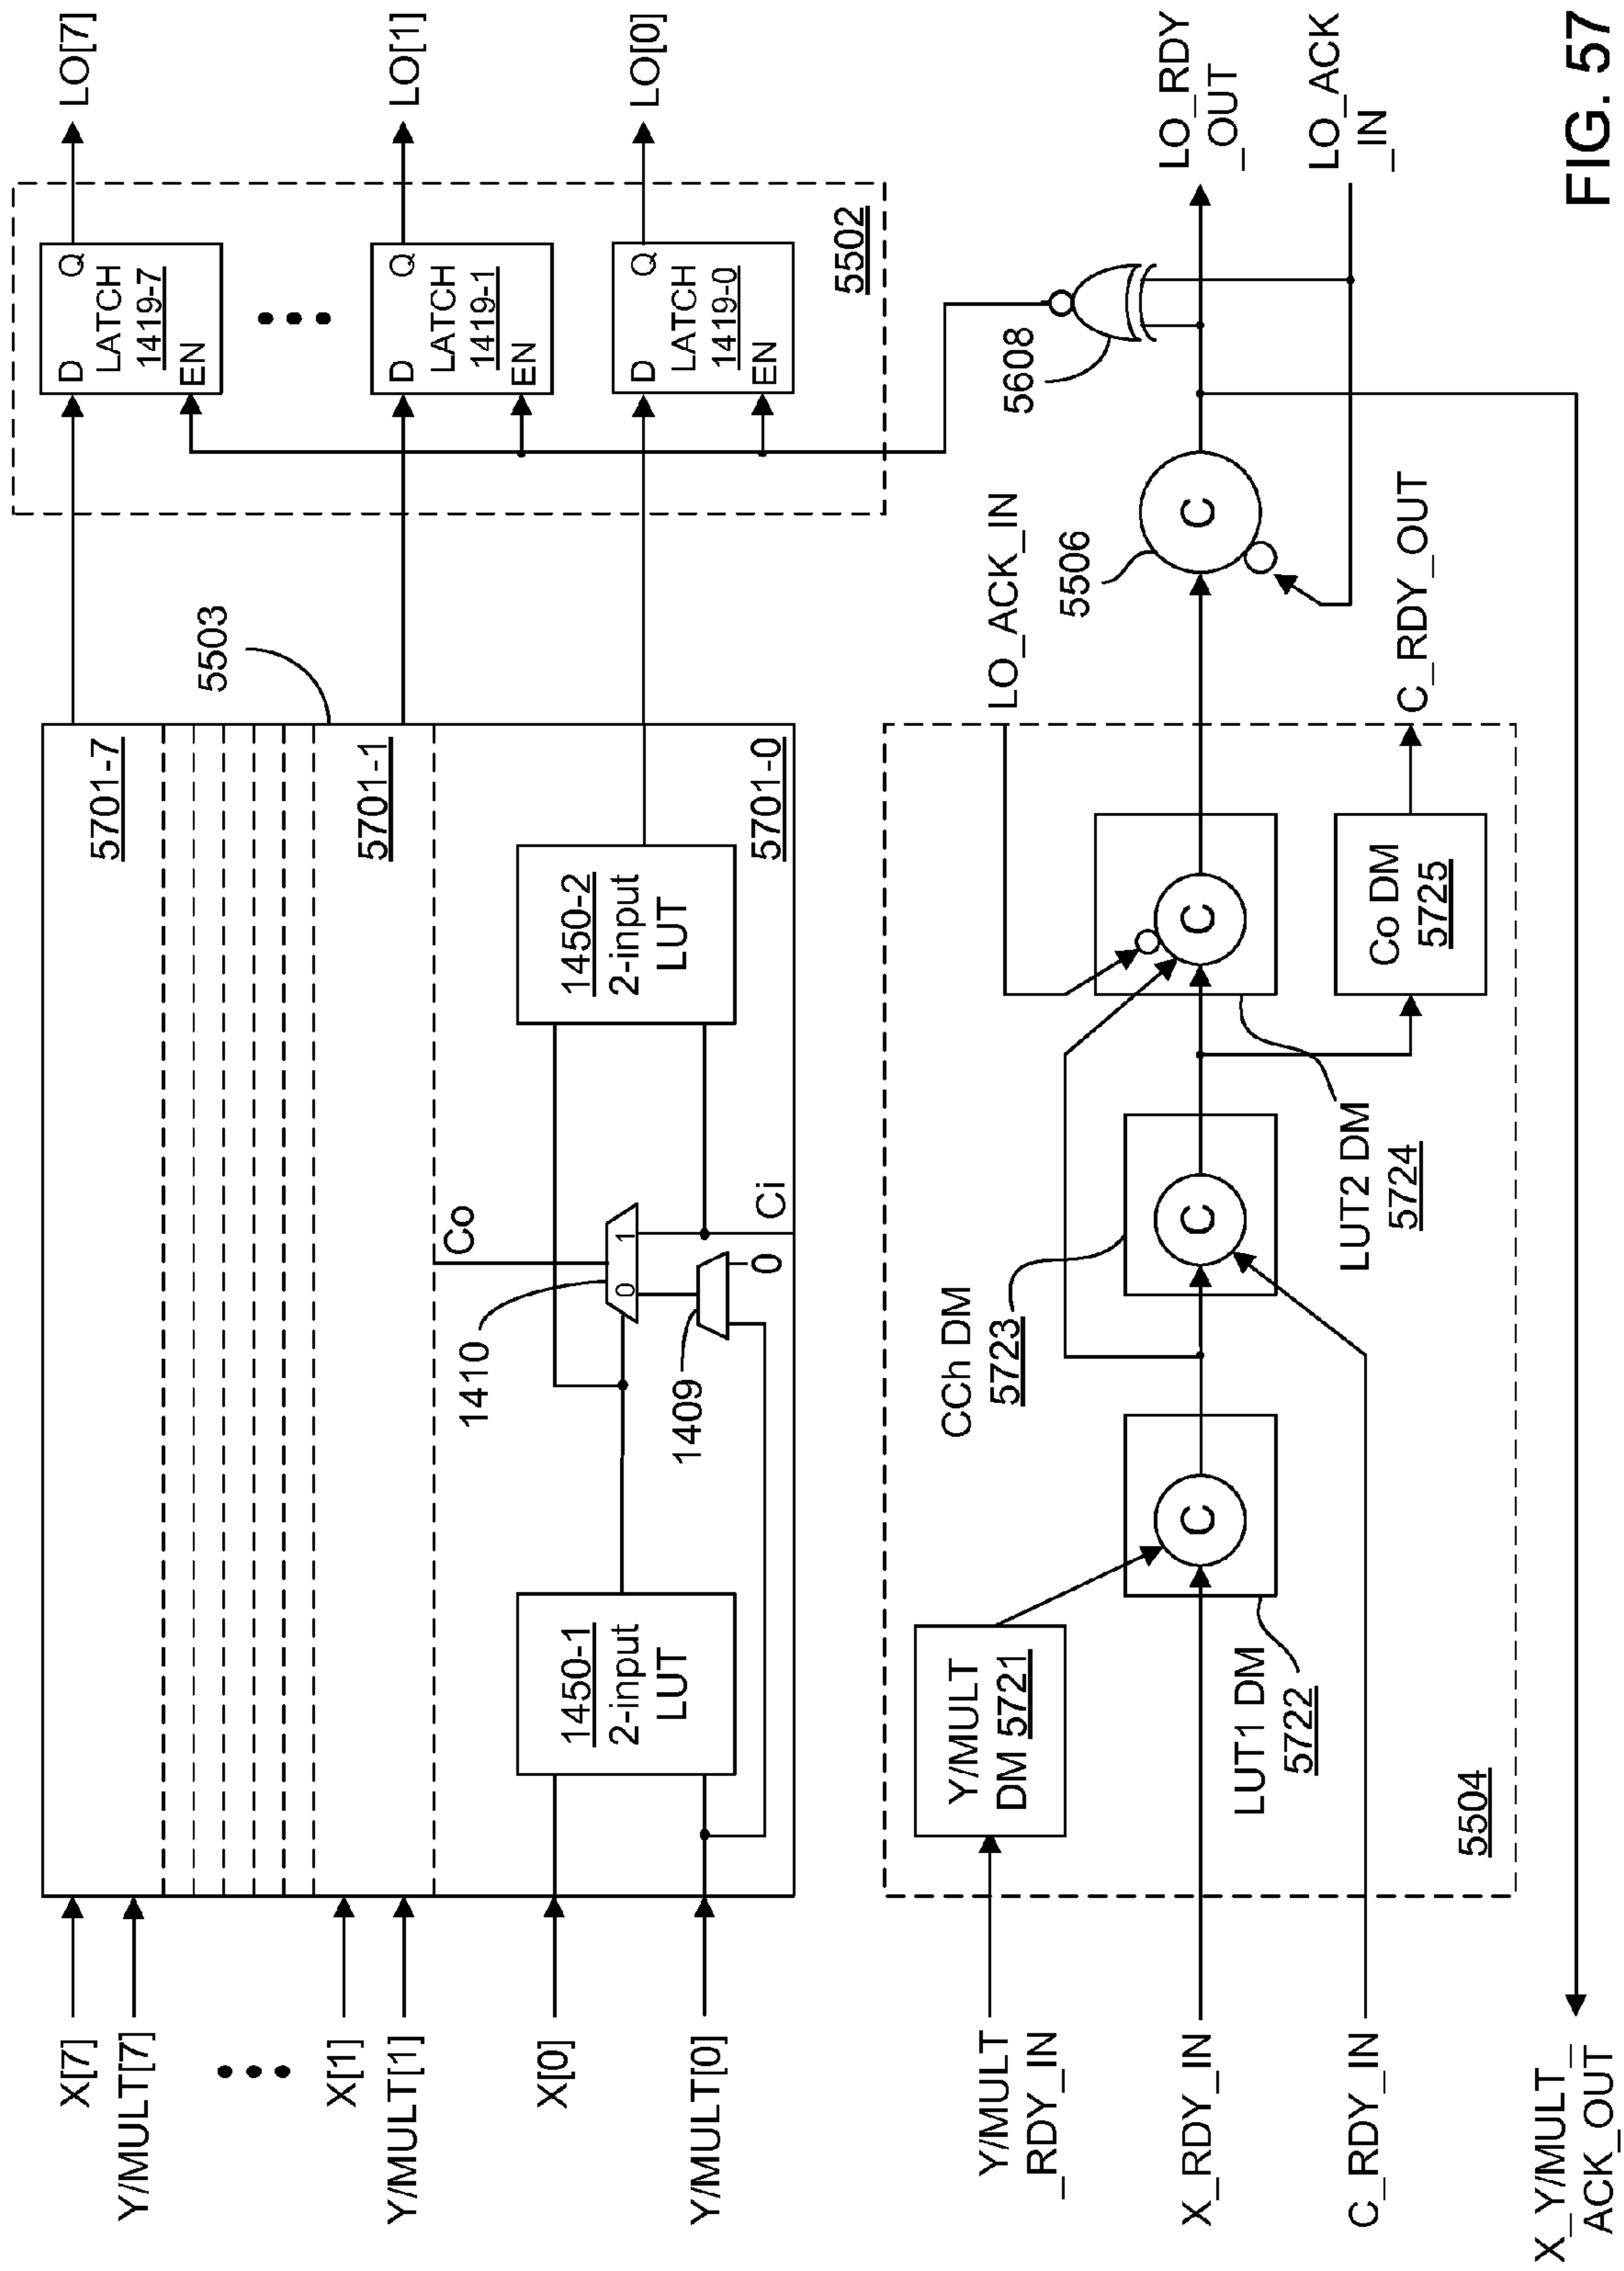 X[7]
Y/MULT[7]
X[1]
Y/MULT[1]
X[0]
Y/MULT[0]
5503
5701-7
5701-1
5701-0
1450-1
2-input
LUT
1450-2
2-input
LUT
1410
1409
Co
0
1
0
Ci
D
Q
LATCH
1419-7
EN
D
Q
LATCH
1419-1
EN
D
Q
LATCH
1419-0
EN
5502
LO[7]
LO[1]
LO[0]
Y/MULT
_RDY_IN
X_RDY_IN
C_RDY_IN
X_Y/MULT_
ACK_OUT
Y/MULT
DM 5721
C
LUT1 DM
5722
CCh DM
5723
C
C
LUT2 DM
5724
Co DM
5725
5504
LO_ACK_IN
C_RDY_OUT
5506
C
5608
LO_RDY
_OUT
LO_ACK
_IN
FIG. 57